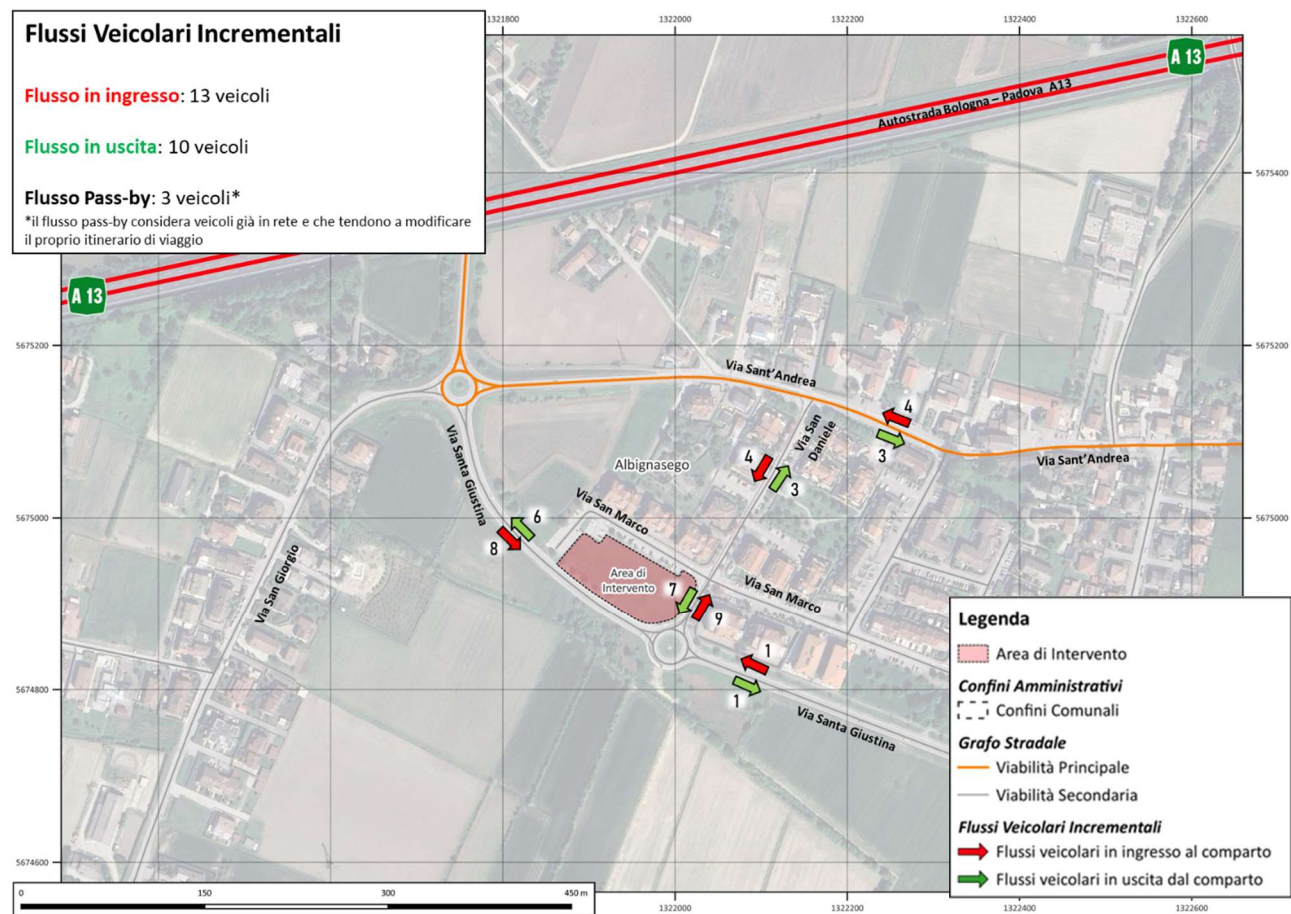 Flussi Veicolari Incrementali
Flusso in ingresso: 13 veicoli
Flusso in uscita: 10 veicoli
Flusso Pass-by: 3 veicoli*
*il flusso pass-by considera veicoli già in rete e che tendono a modificare
il proprio itinerario di viaggio
1321800
1322000
1322200
1322400
1322600
A 13
Autostrada Bologna – Padova A13
5675400
5675400
A 13
5675200
5675200
Via Sant'Andrea
4
3
Via San
Daniele
Via Sant'Andrea
4
3
Albignasego
Via Santa Giustina
Via San Marco
6
8
5675000
5675000
Via San Giorgio
Area di
Intervento
7
9
Via San Marco
1
1
Via Santa Giustina
5674800
5674600
Legenda
Area di Intervento
Confini Amministrativi
Confini Comunali
Grafo Stradale
Viabilità Principale
Viabilità Secondaria
Flussi Veicolari Incrementali
Flussi veicolari in ingresso al comparto
Flussi veicolari in uscita dal comparto
0
150
300
450 m
1322000
1322200
1322400
1322600